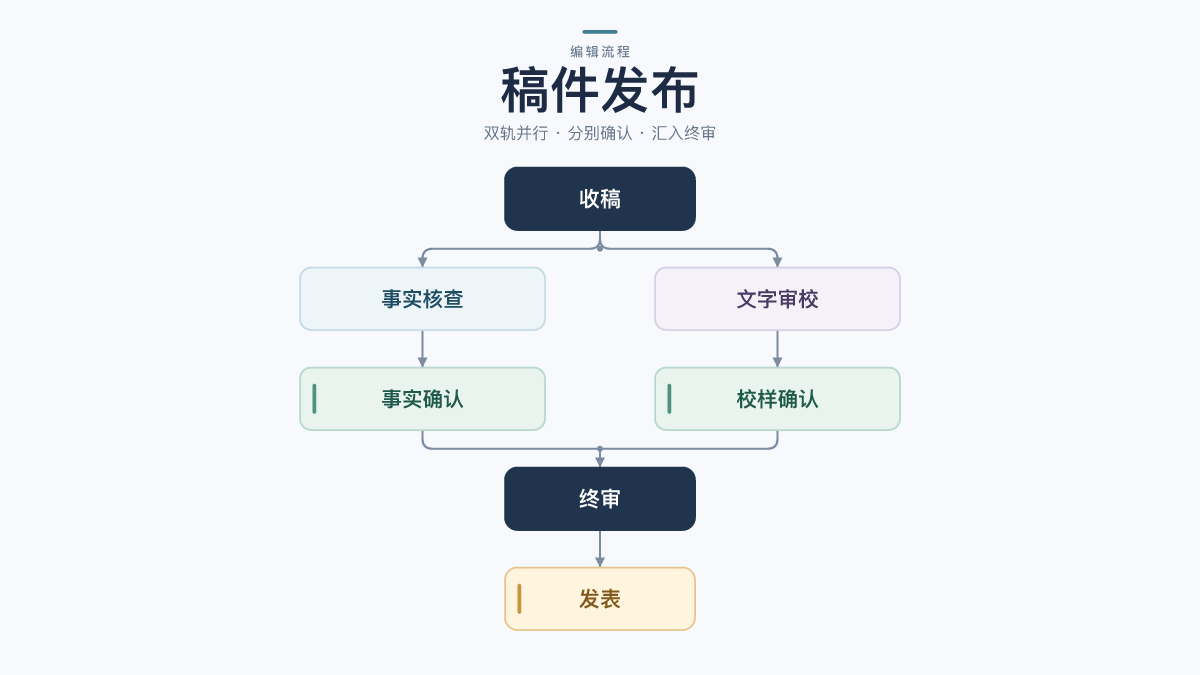 编辑流程
稿件发布
双轨并行 · 分别确认 · 汇入终审
收稿
事实核查
文字审校
事实确认
校样确认
终审
发表